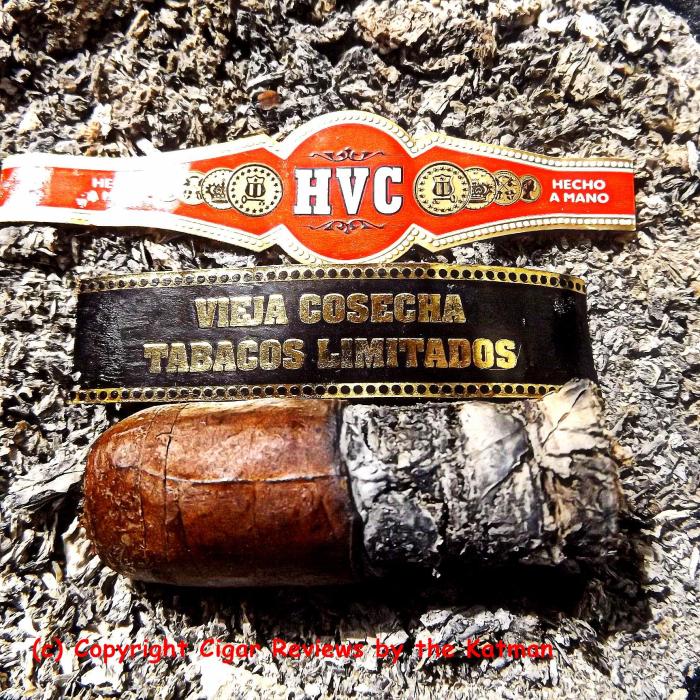 HVC
HECHO
A MANO
VIEJA COSECHA
TABACOS LIMITADOS
(c) Copyright Cigar Reviews by the Katman